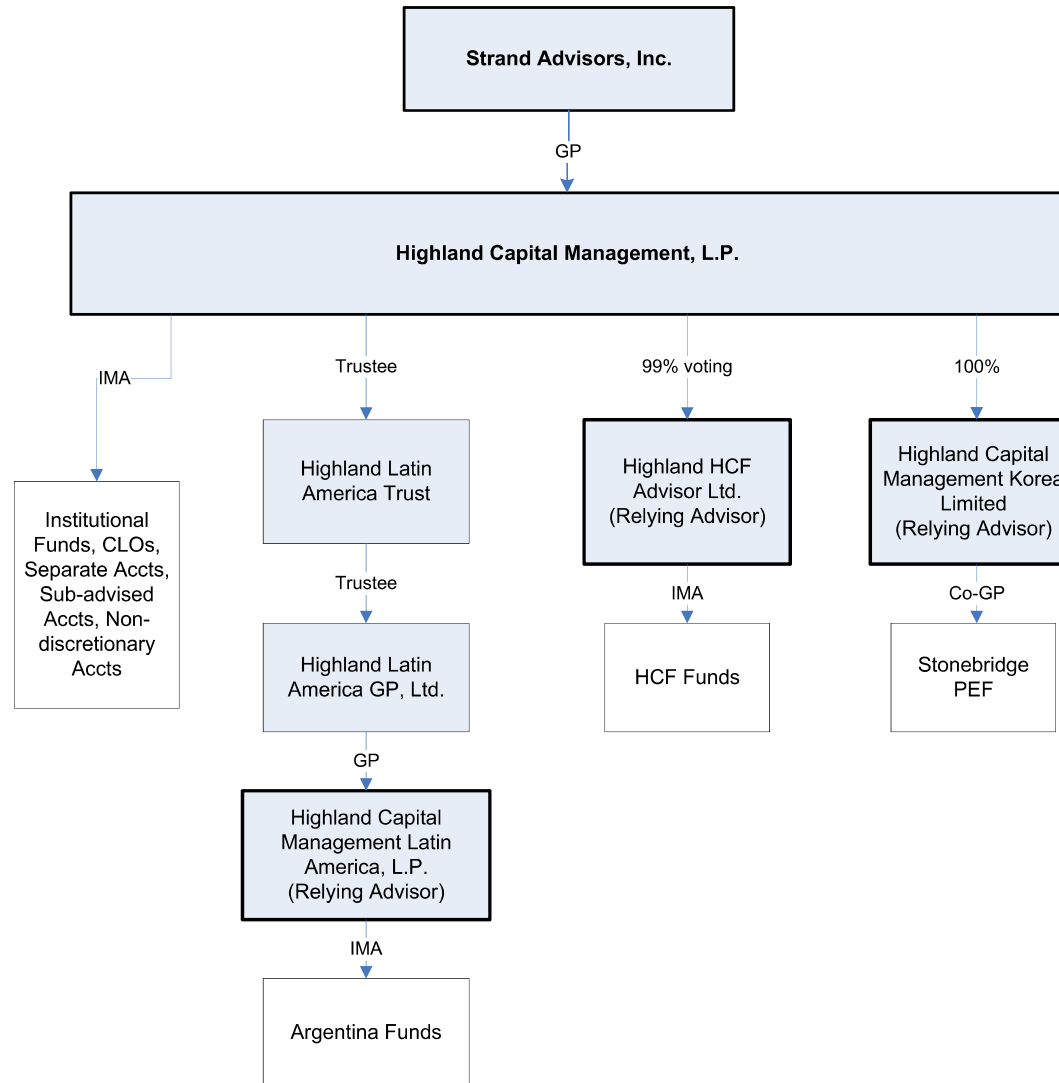 Strand Advisors, Inc.
GP
Highland Capital Management, L.P.
IMA
Trustee
99% voting
100%
Institutional
Funds, CLOs,
Separate Accts,
Sub-advised
Accts, Non-
discretionary
Accts
Highland Latin
America Trust
Highland HCF
Advisor Ltd.
(Relying Advisor)
Highland Capital
Management Korea
Limited
(Relying Advisor)
Trustee
IMA
Co-GP
Highland Latin
America GP, Ltd.
HCF Funds
Stonebridge
PEF
GP
Highland Capital
Management Latin
America, L.P.
(Relying Advisor)
IMA
Argentina Funds